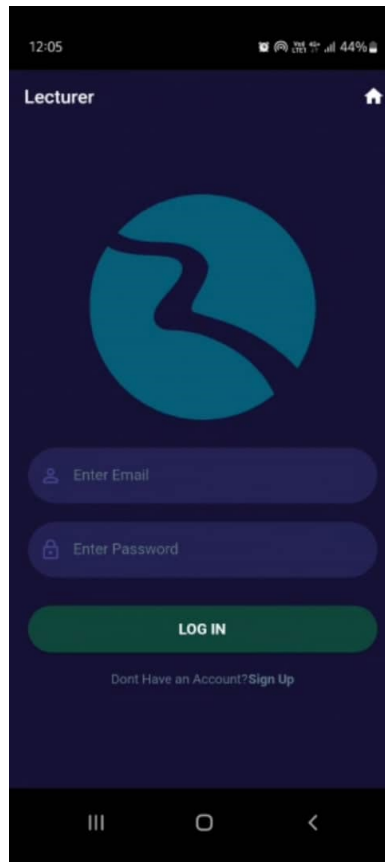 12:05
44%
Lecturer
Enter Email
Enter Password
LOG IN
Dont Have an Account?Sign Up